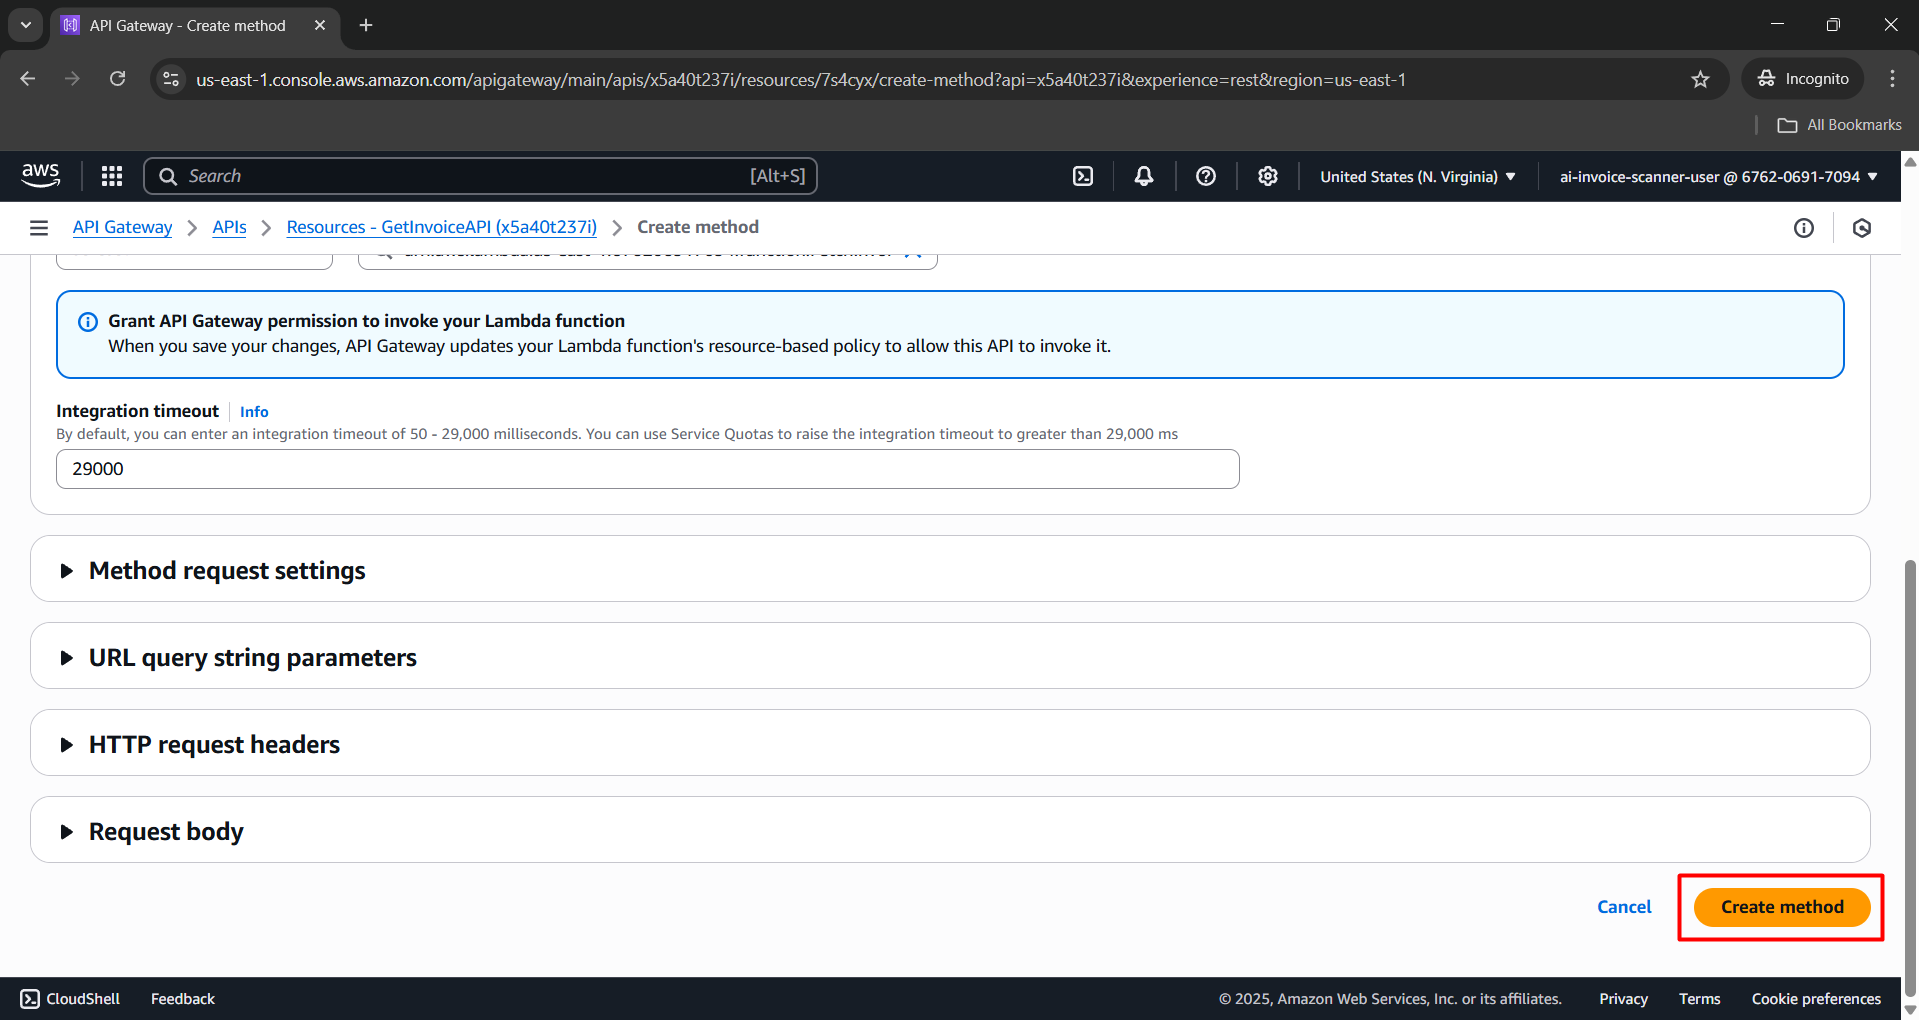 API Gateway - Create method
us-east-1.console.aws.amazon.com/apigateway/main/apis/x5a40t237i/resources/7s4cyx/create-method?api=x5a40t237i&experience=rest&region=us-east-1
Incognito
All Bookmarks
aws
Search
[Alt+S]
United States (N. Virginia)
ai-invoice-scanner-user @ 6762-0691-7094
API Gateway
APIs
Resources - GetInvoiceAPI (x5a40t237i)
Create method
Grant API Gateway permission to invoke your Lambda function
When you save your changes, API Gateway updates your Lambda function's resource-based policy to allow this API to invoke it.
Integration timeout
Info
By default, you can enter an integration timeout of 50 - 29,000 milliseconds. You can use Service Quotas to raise the integration timeout to greater than 29,000 ms
29000
Method request settings
URL query string parameters
HTTP request headers
Request body
Cancel
Create method
CloudShell
Feedback
© 2025, Amazon Web Services, Inc. or its affiliates.
Privacy
Terms
Cookie preferences